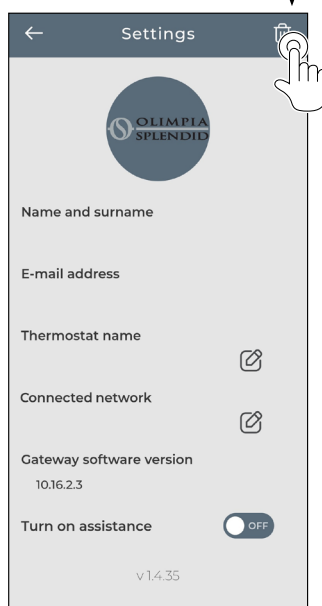 Settings
OLIMPIA
SPLENDID
Name and surname
E-mail address
Thermostat name
Connected network
Gateway software version
10.16.2.3
Turn on assistance
OFF
v 1.4.35